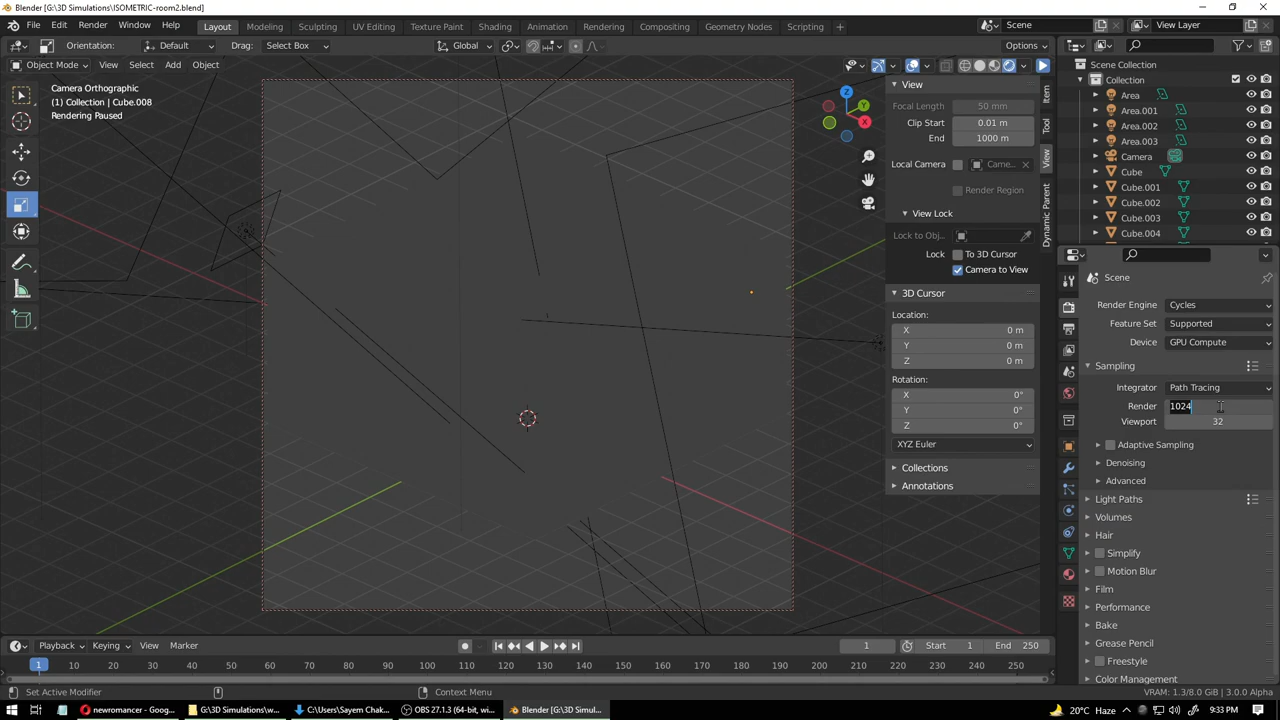 Blender [G:\3D Simulations\ISOMETRIC-room2.blend]
File Edit Render Window Help Layout Modeling Sculpting UV Editing Texture Paint Shading Animation Rendering Compositing Geometry Nodes Scripting Scene View Layer
Orientation: Default Drag: Select Box Global Options
Object Mode View Select Add Object
Camera Orthographic
(1) Collection | Cube.008
Rendering Paused
Z
Y
X
View
Focal Length 50 mm
Clip Start 0.01 m
End 1000 m
Local Camera Came...
Render Region
View Lock
Lock to Obj...
Lock To 3D Cursor
Camera to View
3D Cursor
Location:
X 0 m
Y 0 m
Z 0 m
Rotation:
X 0°
Y 0°
Z 0°
XYZ Euler
Collections
Annotations
Item
Tool
View
Dynamic Parent
Scene Collection
Collection
Area
Area.001
Area.002
Area.003
Camera
Cube
Cube.001
Cube.002
Cube.003
Cube.004
Scene
Render Engine Cycles
Feature Set Supported
Device GPU Compute
Sampling
Integrator Path Tracing
Render 1024
Viewport 32
Adaptive Sampling
Denoising
Advanced
Light Paths
Volumes
Hair
Simplify
Motion Blur
Film
Performance
Bake
Grease Pencil
Freestyle
Color Management
Playback Keying View Marker 1 Start 1 End 250
1 10 20 30 40 50 60 70 80 90 100 110 120 130 140 150 160 170 180 190 200 210 220 230 240 250
Set Active Modifier Context Menu VRAM: 1.3/8.0 GiB | 3.0.0 Alpha
newromancer - Goog... G:\3D Simulations\w... C:\Users\Sayem Chak... OBS 27.1.3 (64-bit, wi... Blender [G:\3D Simul... 20°C Haze 9:33 PM